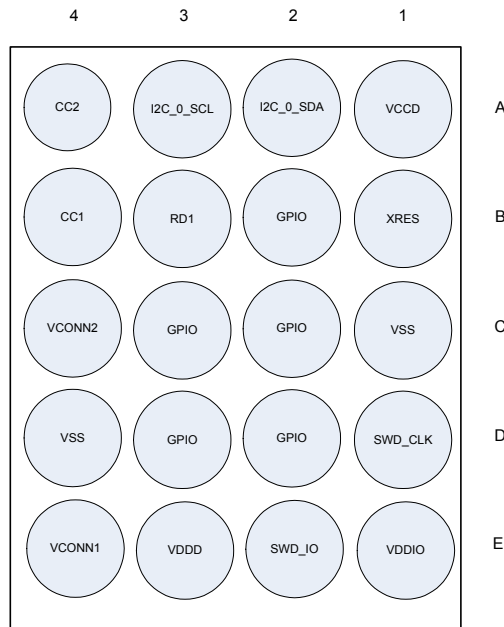 4 3 2 1
CC2 I2C_0_SCL I2C_0_SDA VCCD A
CC1 RD1 GPIO XRES B
VCONN2 GPIO GPIO VSS C
VSS GPIO GPIO SWD_CLK D
VCONN1 VDDD SWD_IO VDDIO E